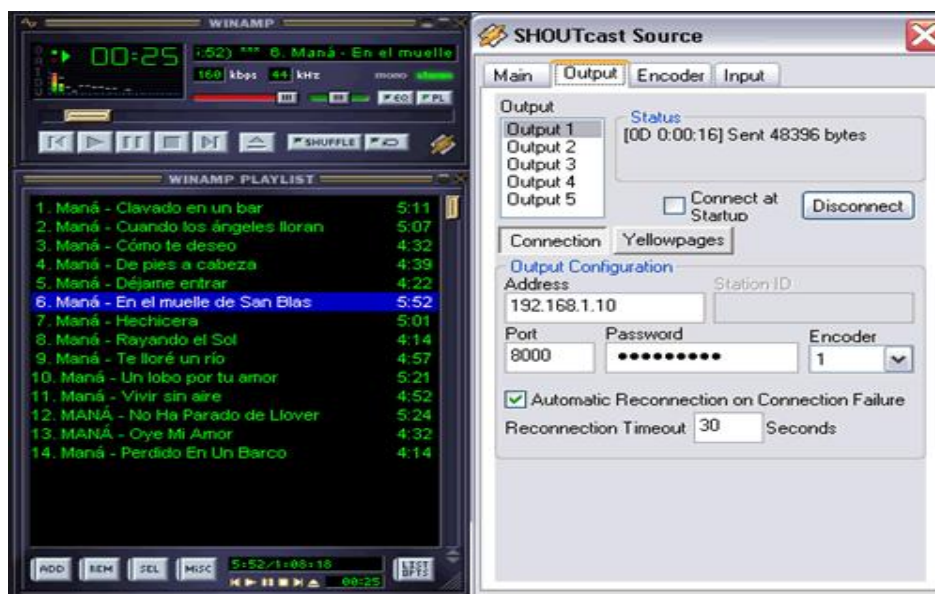 WINAMP
00:25
(5:52) *** 6. Maná - En el muelle
160 kbps 44 kHz mono stereo
EQ PL
SHUFFLE
WINAMP PLAYLIST
1. Maná - Clavado en un bar 5:11
2. Maná - Cuando los ángeles lloran 5:07
3. Maná - Cómo te deseo 4:32
4. Maná - De pies a cabeza 4:39
5. Maná - Déjame entrar 4:22
6. Maná - En el muelle de San Blas 5:52
7. Maná - Hechicera 5:01
8. Maná - Rayando el Sol 4:14
9. Maná - Te lloré un río 4:57
10. Maná - Un lobo por tu amor 5:21
11. Maná - Vivir sin aire 4:52
12. MANÁ - No Ha Parado de Llover 5:24
13. MANÁ - Oye Mi Amor 4:32
14. Maná - Perdido En Un Barco 4:14
ADD REM SEL MISC 5:52/1:08:18 LIST OPTS
00:25
SHOUTcast Source
Main Output Encoder Input
Output
Output 1
Output 2
Output 3
Output 4
Output 5
Status
[0D 0:00:16] Sent 48396 bytes
Connect at Startup
Disconnect
Connection Yellowpages
Output Configuration
Address Station ID
192.168.1.10
Port Password Encoder
8000 ●●●●●●●●● 1
Automatic Reconnection on Connection Failure
Reconnection Timeout 30 Seconds